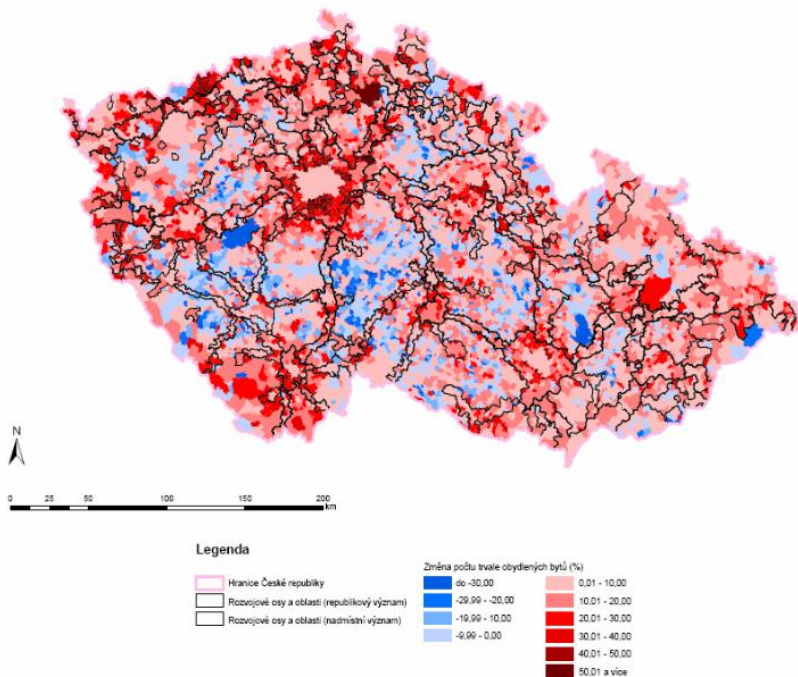 N
0 25 50 100 150 200
km
Legenda
Hranice České republiky
Rozvojové osy a oblasti (republikový význam)
Rozvojové osy a oblasti (nadmístní význam)
Změna počtu trvale obydlených bytů (%)
do -30,00
-29,99 - -20,00
-19,99 - 10,00
-9,99 - 0,00
0,01 - 10,00
10,01 - 20,00
20,01 - 30,00
30,01 - 40,00
40,01 - 50,00
50,01 a více